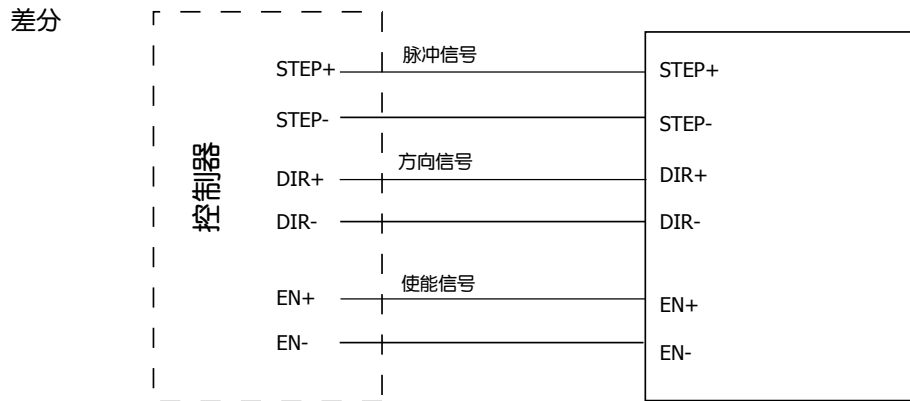 差分
脉冲信号
STEP+
STEP+
STEP-
STEP-
控制器
方向信号
DIR+
DIR+
DIR-
DIR-
使能信号
EN+
EN+
EN-
EN-